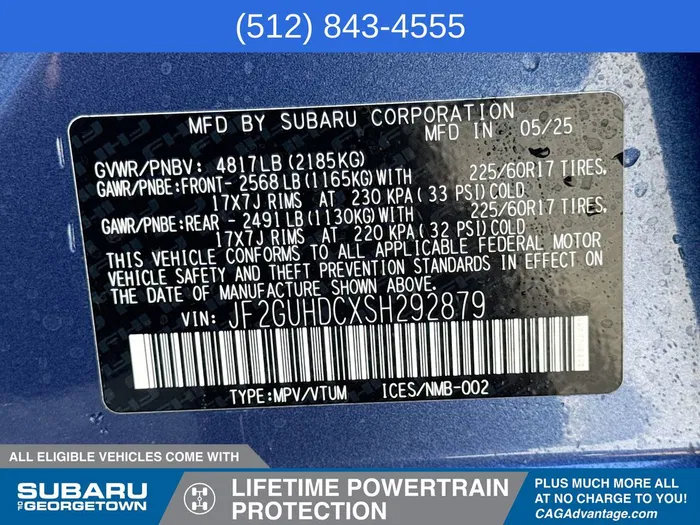 (512) 843-4555
MFD BY SUBARU CORPORATION
MFD IN 05/25
GVWR/PNBV: 4817LB (2185KG)
GAWR/PNBE:FRONT- 2568 LB (1165KG) WITH 225/60R17 TIRES,
17X7J RIMS AT 230 KPA (33 PSI) COLD
GAWR/PNBE:REAR - 2491 LB (1130KG) WITH 225/60R17 TIRES,
17X7J RIMS AT 220 KPA (32 PSI) COLD
THIS VEHICLE CONFORMS TO ALL APPLICABLE FEDERAL MOTOR
VEHICLE SAFETY AND THEFT PREVENTION STANDARDS IN EFFECT ON
THE DATE OF MANUFACTURE SHOWN ABOVE.
VIN: JF2GUHDCXSH292879
TYPE:MPV/VTUM ICES/NMB-002
ALL ELIGIBLE VEHICLES COME WITH
SUBARU
OF GEORGETOWN
LIFETIME POWERTRAIN
PROTECTION
PLUS MUCH MORE ALL
AT NO CHARGE TO YOU!
CAGAdvantage.com